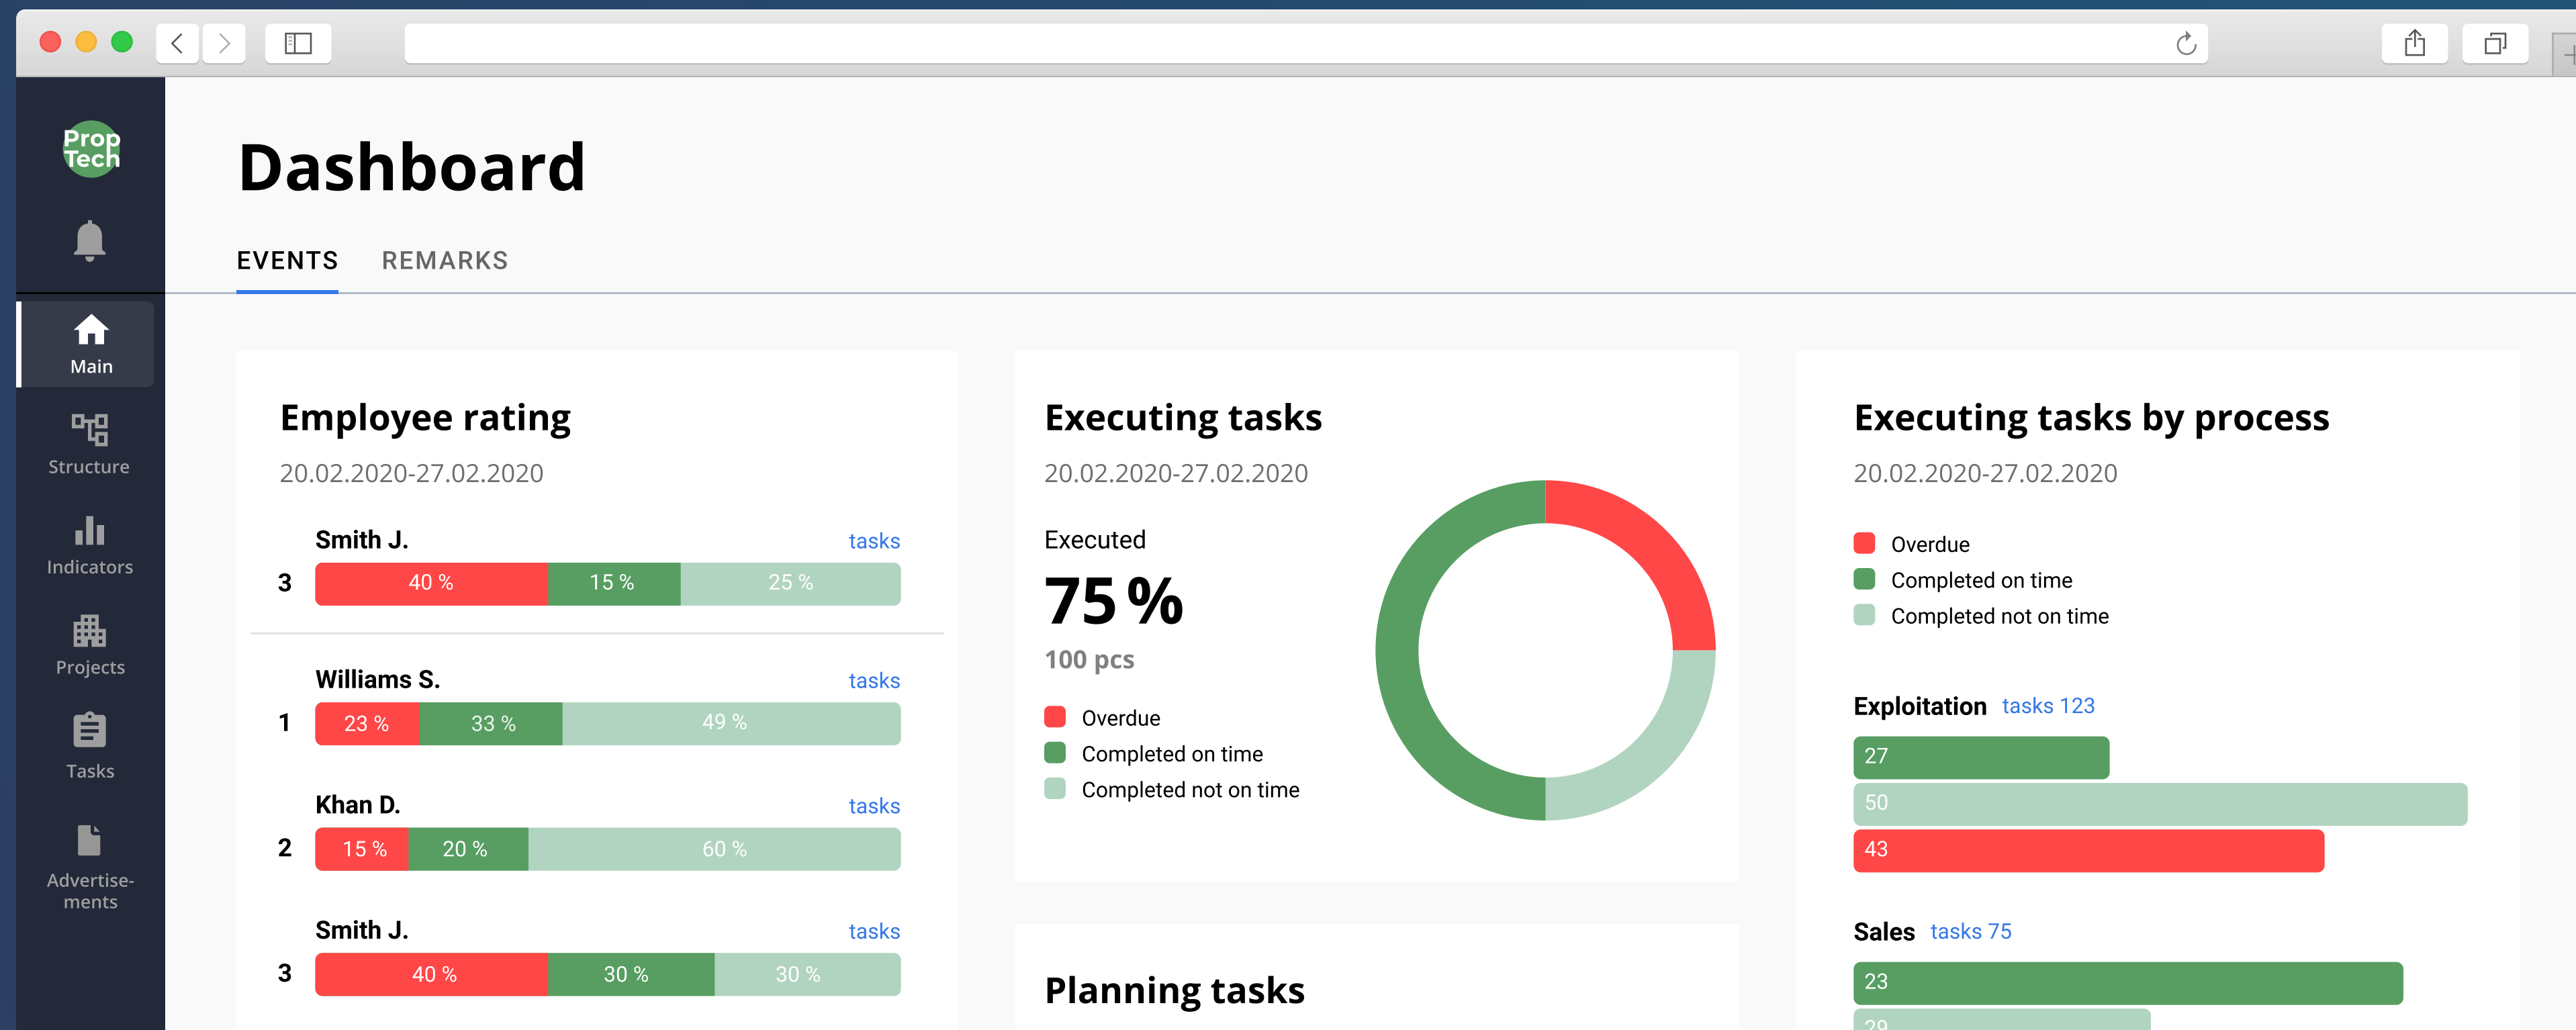 Prop
Tech
Main
Structure
Indicators
Projects
Tasks
Advertise-
ments
Dashboard
EVENTS REMARKS
Employee rating
20.02.2020-27.02.2020
Smith J. tasks
3 40 % 15 % 25 %
Williams S. tasks
1 23 % 33 % 49 %
Khan D. tasks
2 15 % 20 % 60 %
Smith J. tasks
3 40 % 30 % 30 %
Executing tasks
20.02.2020-27.02.2020
Executed
75 %
100 pcs
Overdue
Completed on time
Completed not on time
Planning tasks
Executing tasks by process
20.02.2020-27.02.2020
Overdue
Completed on time
Completed not on time
Exploitation tasks 123
27
50
43
Sales tasks 75
23
29